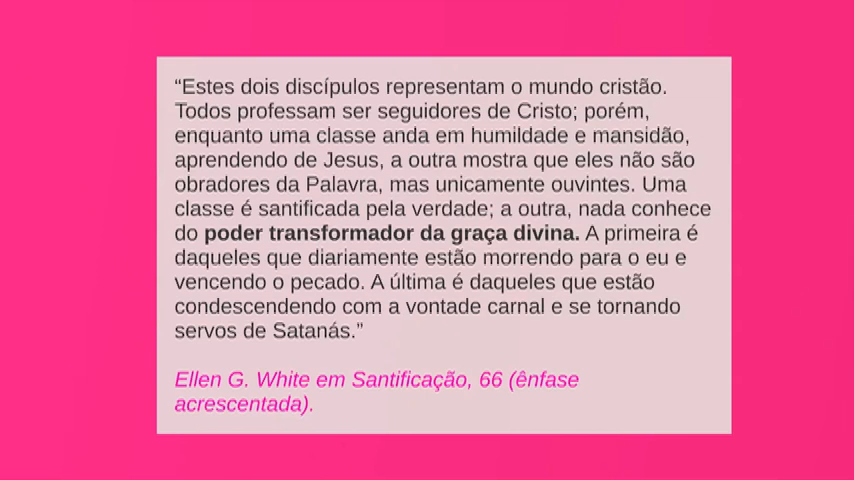 “Estes dois discípulos representam o mundo cristão.
Todos professam ser seguidores de Cristo; porém,
enquanto uma classe anda em humildade e mansidão,
aprendendo de Jesus, a outra mostra que eles não são
obradores da Palavra, mas unicamente ouvintes. Uma
classe é santificada pela verdade; a outra, nada conhece
do poder transformador da graça divina. A primeira é
daqueles que diariamente estão morrendo para o eu e
vencendo o pecado. A última é daqueles que estão
condescendendo com a vontade carnal e se tornando
servos de Satanás.”
Ellen G. White em Santificação, 66 (ênfase
acrescentada).